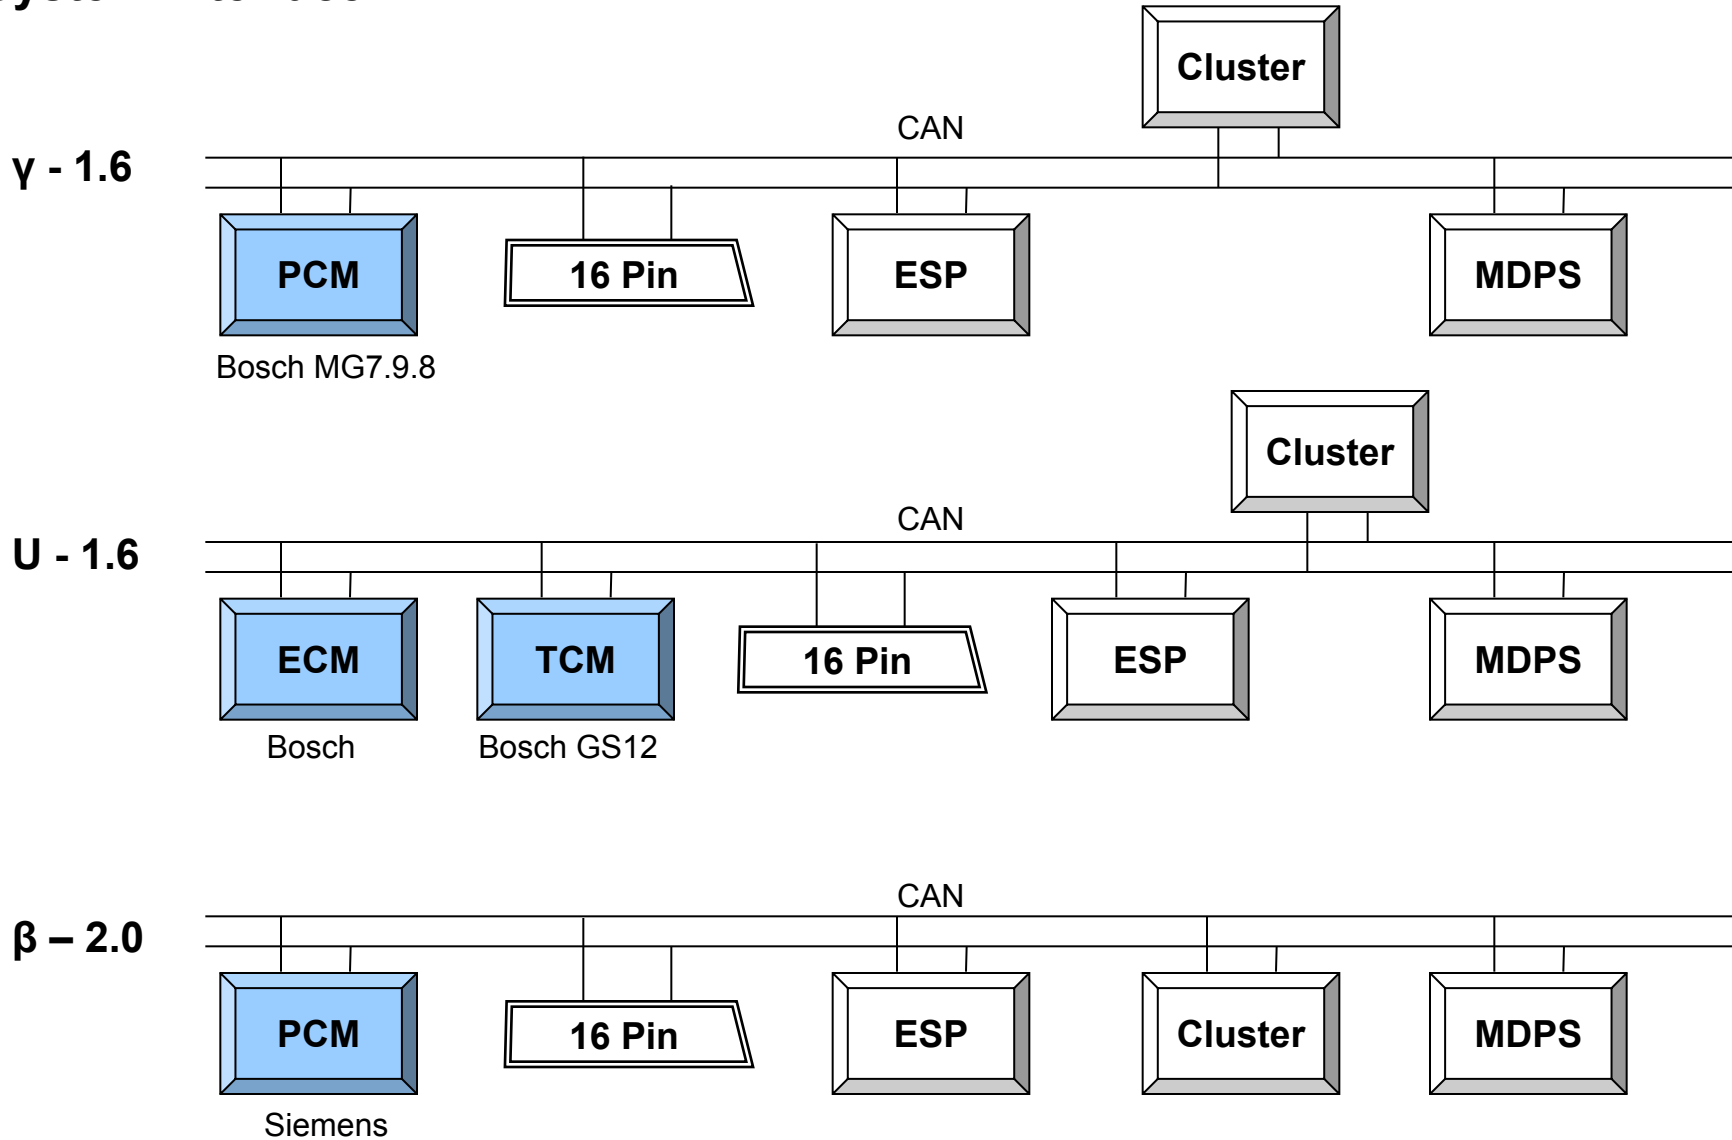 Cluster
CAN
γ - 1.6
PCM
16 Pin
ESP
MDPS
Bosch MG7.9.8
Cluster
CAN
U - 1.6
ECM
TCM
16 Pin
ESP
MDPS
Bosch
Bosch GS12
CAN
β – 2.0
PCM
16 Pin
ESP
Cluster
MDPS
Siemens